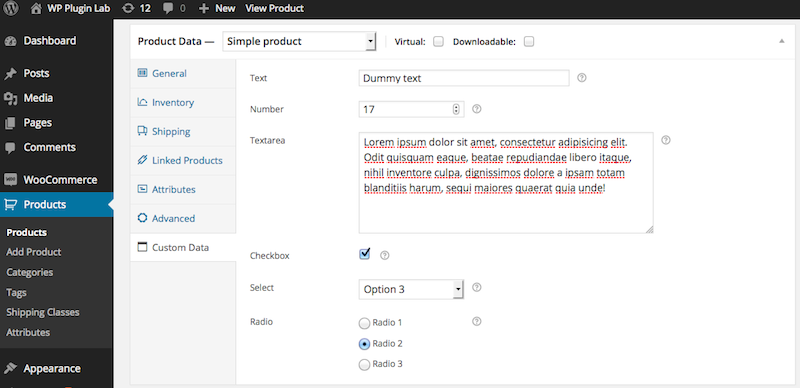 WP Plugin Lab 12 0 + New View Product
Dashboard
Posts
Media
Pages
Comments
WooCommerce
Products
Products
Add Product
Categories
Tags
Shipping Classes
Attributes
Appearance
Product Data — Simple product Virtual: Downloadable:
General
Inventory
Shipping
Linked Products
Attributes
Advanced
Custom Data
Text Dummy text
Number 17
Textarea Lorem ipsum dolor sit amet, consectetur adipisicing elit.
Odit quisquam eaque, beatae repudiandae libero itaque,
nihil inventore culpa, dignissimos dolore a ipsam totam
blanditiis harum, sequi maiores quaerat quia unde!
Checkbox
Select Option 3
Radio Radio 1
Radio 2
Radio 3